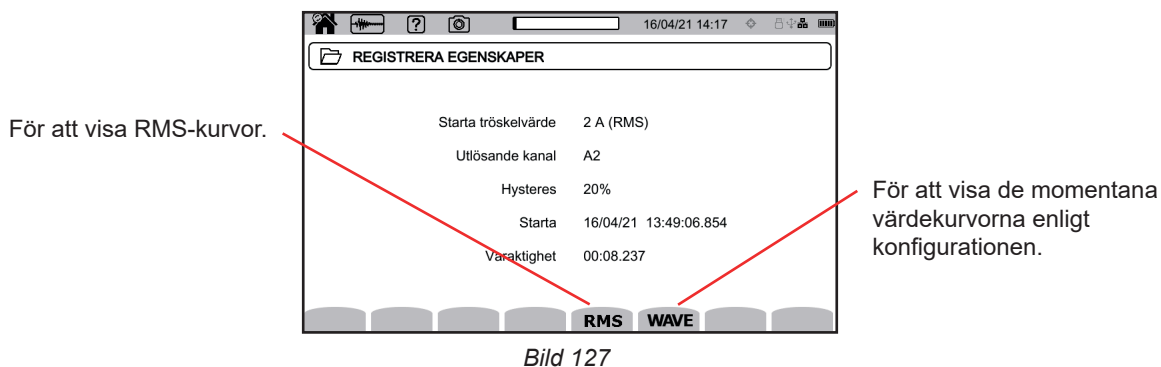 16/04/21 14:17
REGISTRERA EGENSKAPER
För att visa RMS-kurvor.
Starta tröskelvärde 2 A (RMS)
Utlösande kanal A2
Hysteres 20%
Starta 16/04/21 13:49:06.854
Varaktighet 00:08.237
För att visa de momentana
värdekurvorna enligt
konfigurationen.
RMS WAVE
Bild 127